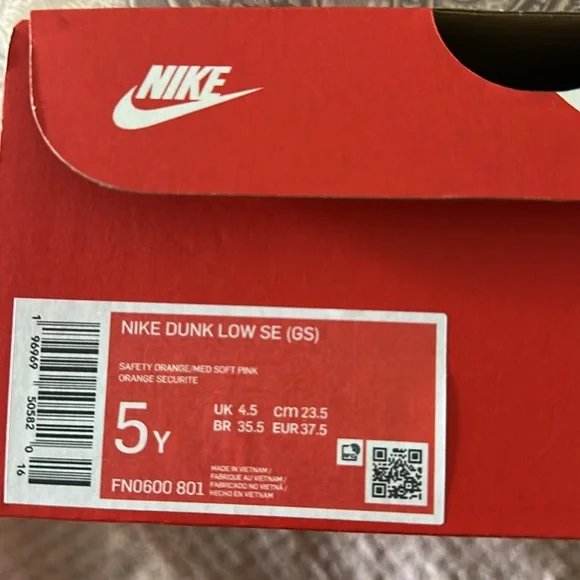 NIKE
NIKE DUNK LOW SE (GS)
SAFETY ORANGE/MED SOFT PINK
ORANGE SECURITE
5Y
UK 4.5 cm 23.5
BR 35.5 EUR 37.5
FN0600 801
MADE IN VIETNAM /
FABRIQUE AU VIETNAM /
FABRICADO NO VIETNÃ /
HECHO EN VIETNAM
1 96969 50582 0 16